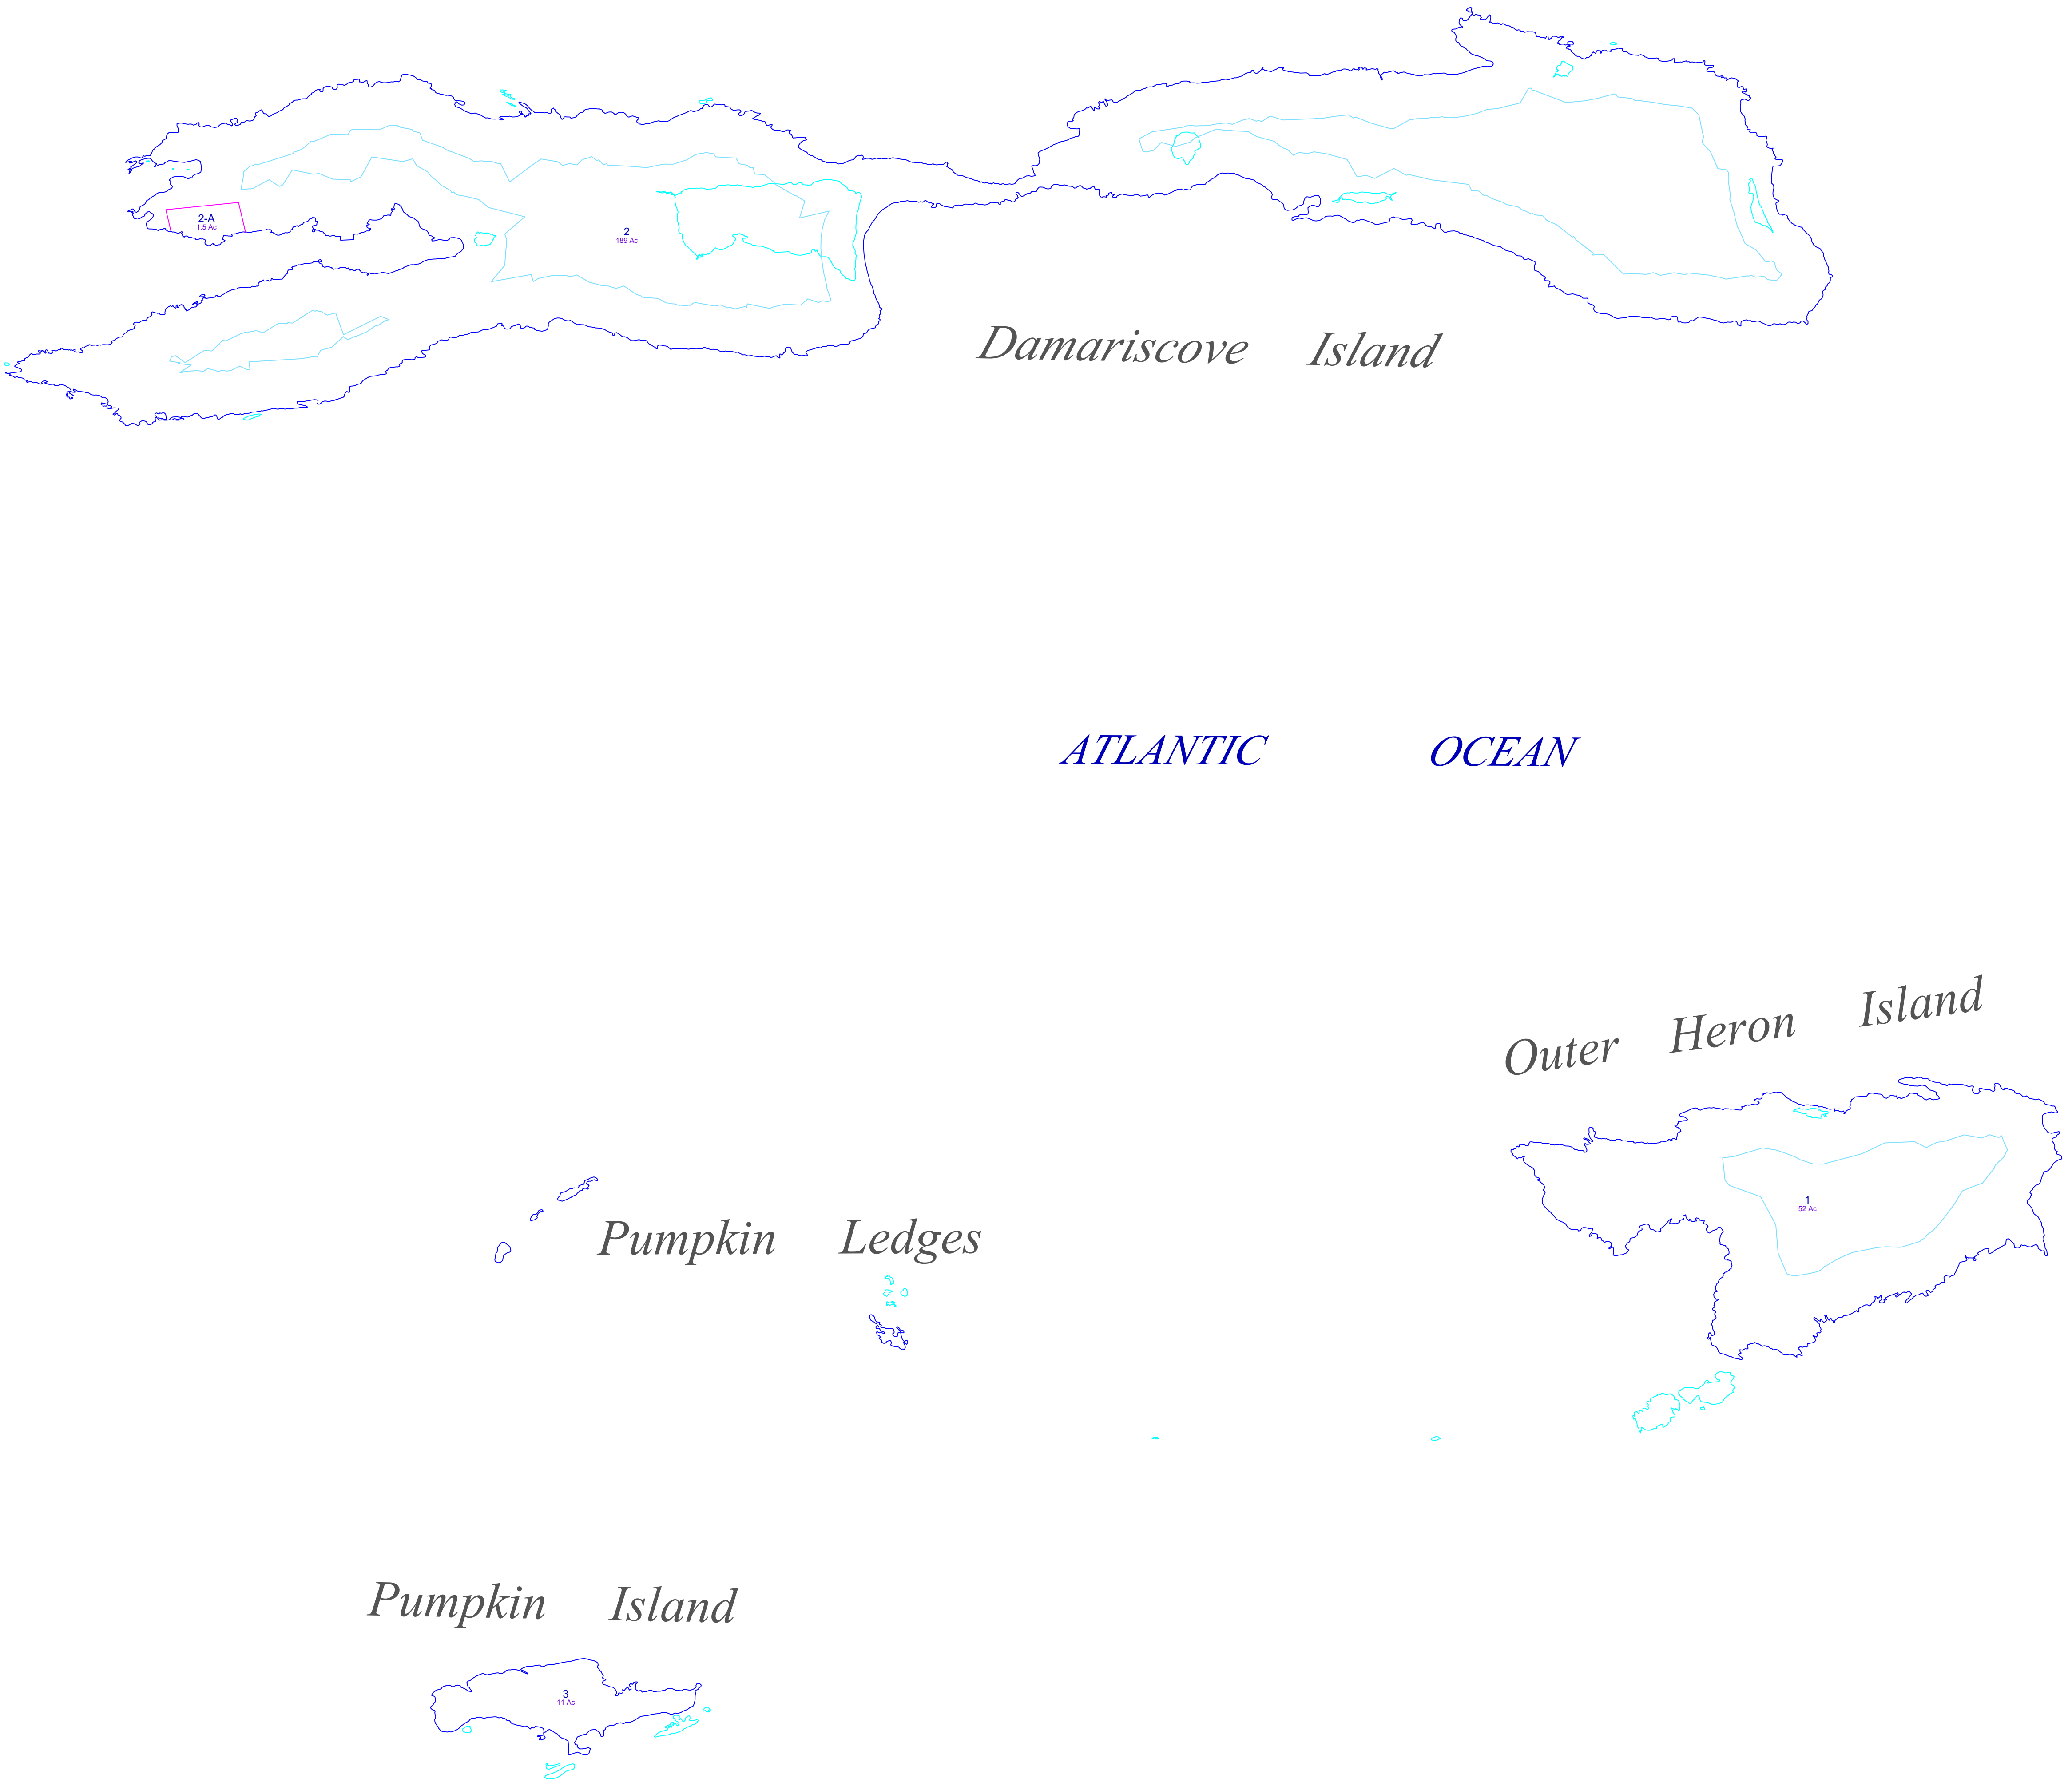 2-A
1.5 Ac
2
189 Ac
Damariscove Island
ATLANTIC OCEAN
Outer Heron Island
1
52 Ac
Pumpkin Ledges
Pumpkin Island
3
11 Ac